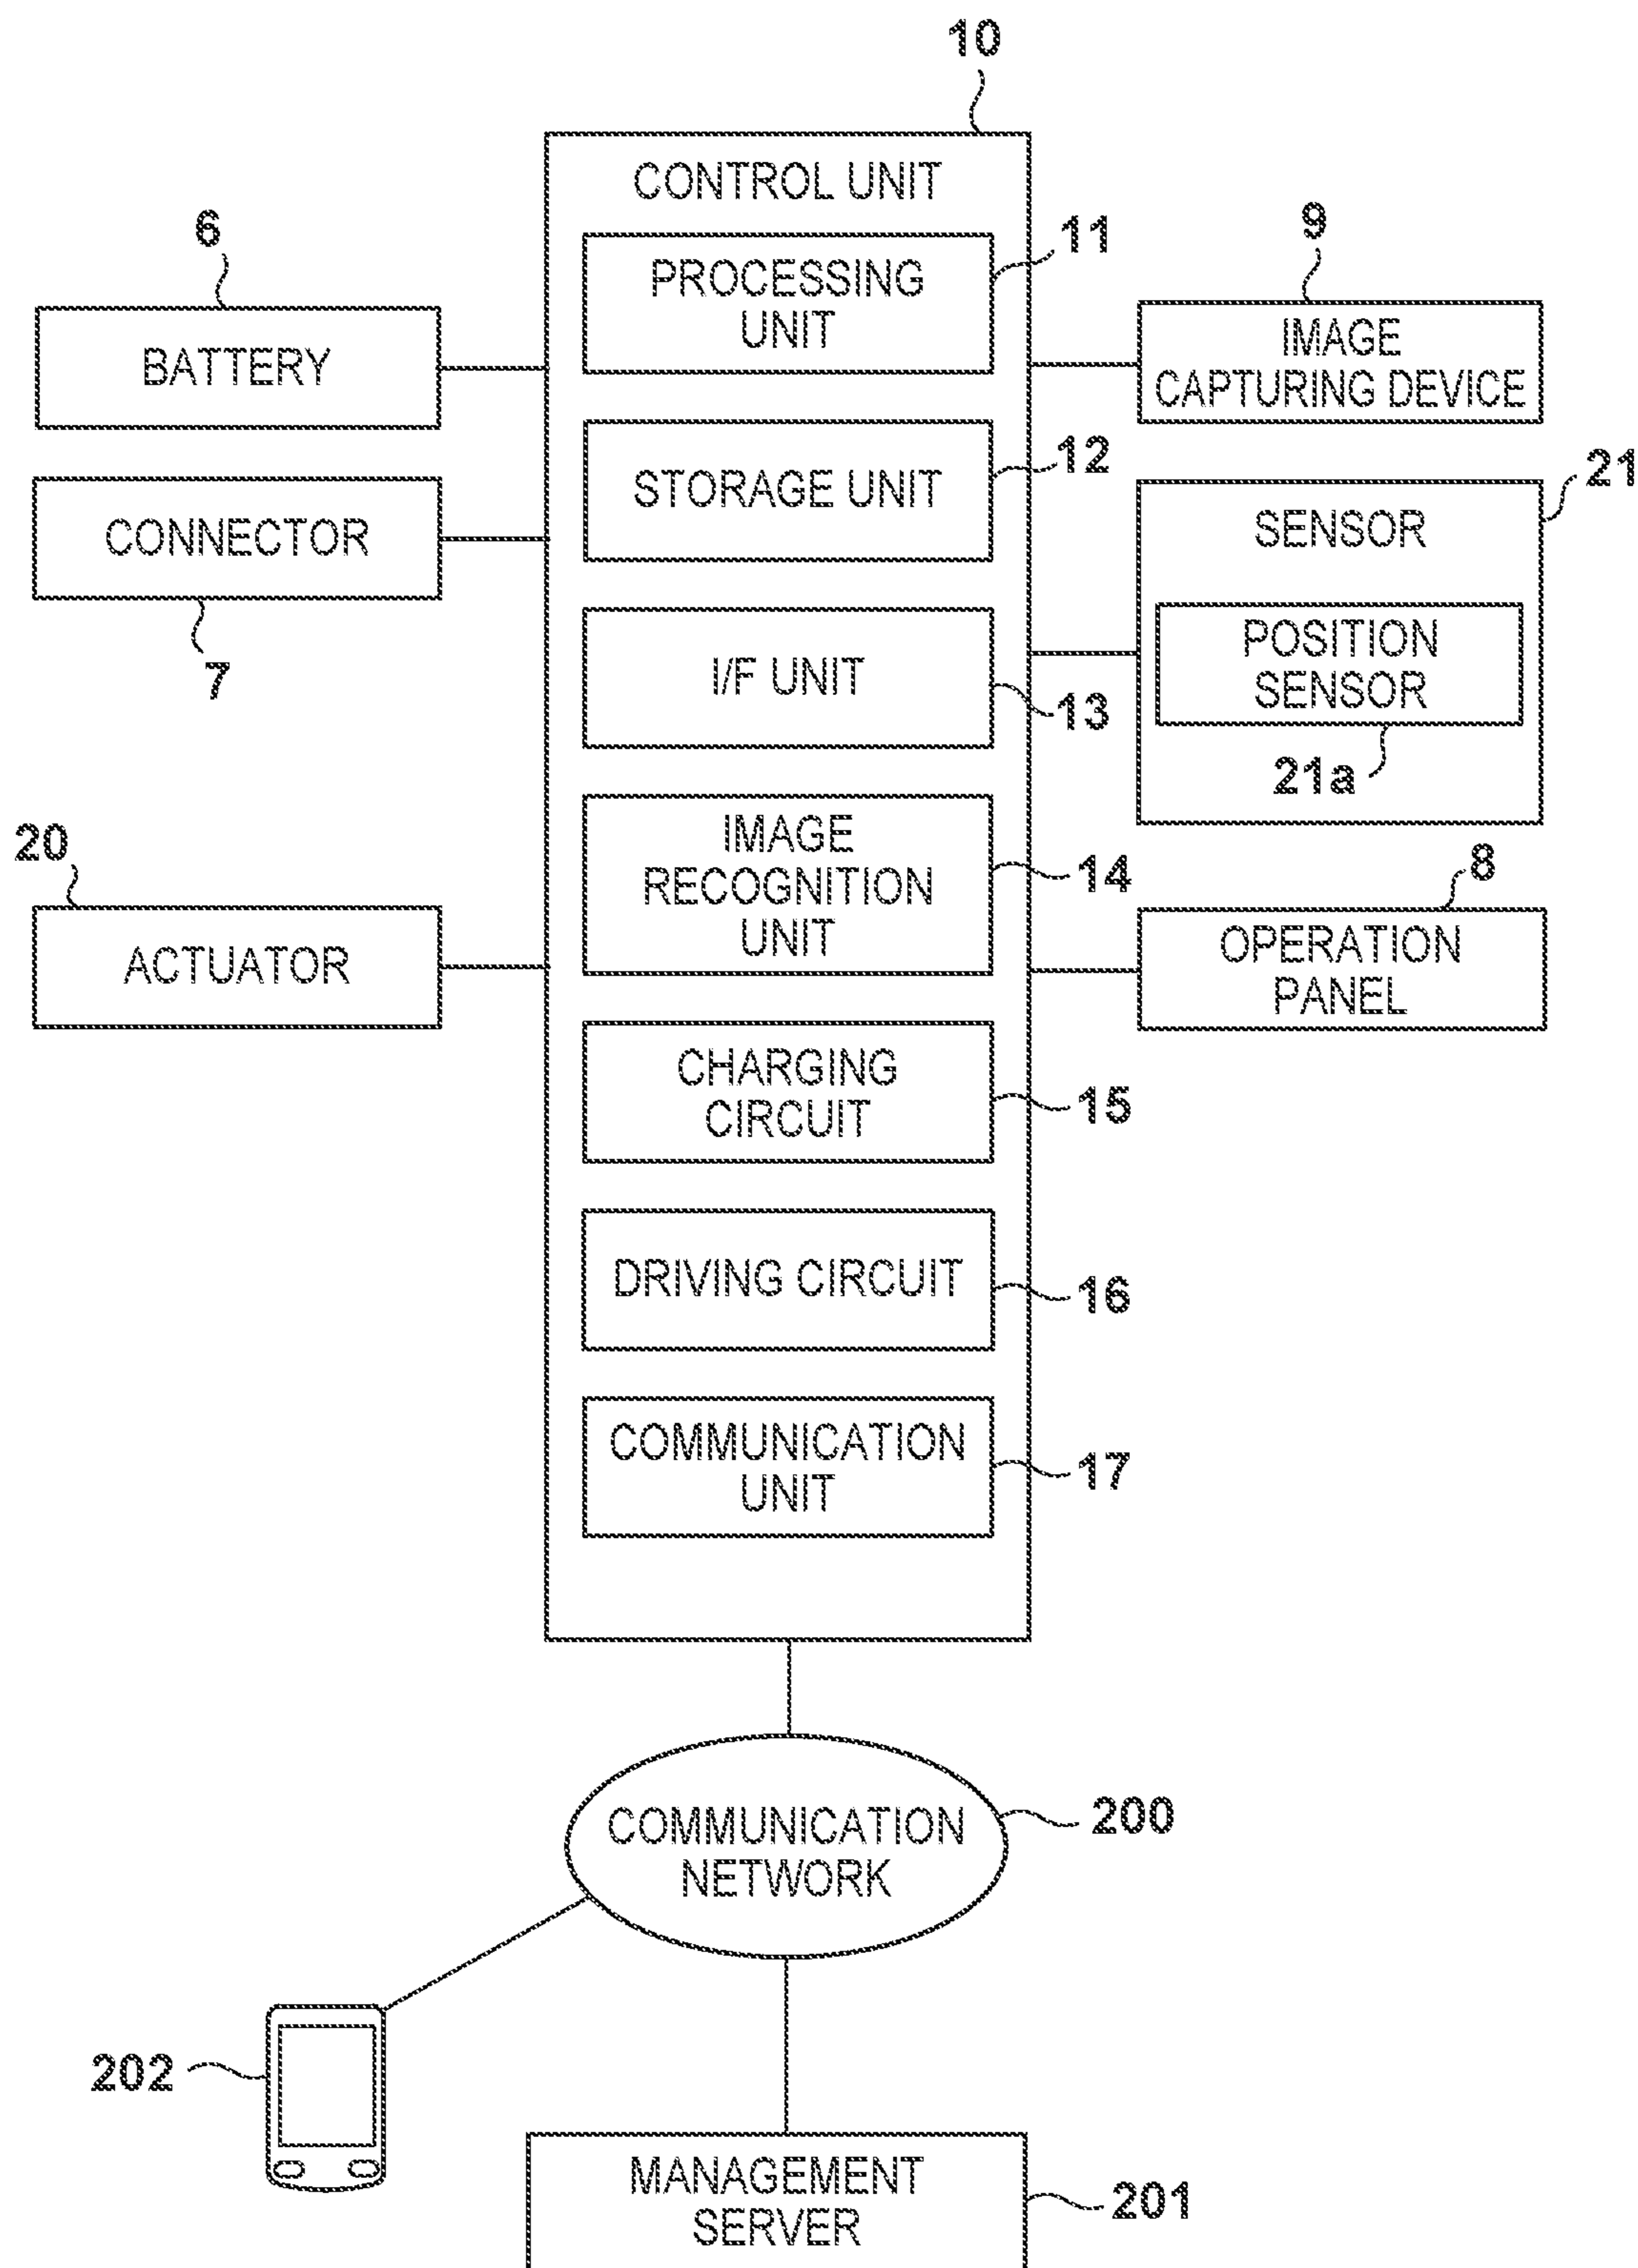 10
CONTROL UNIT
6
BATTERY
CONNECTOR
7
20
ACTUATOR
PROCESSING
UNIT
11
STORAGE UNIT
12
I/F UNIT
13
IMAGE
RECOGNITION
UNIT
14
CHARGING
CIRCUIT
15
DRIVING CIRCUIT
16
COMMUNICATION
UNIT
17
9
IMAGE
CAPTURING DEVICE
21
SENSOR
POSITION
SENSOR
21a
8
OPERATION
PANEL
COMMUNICATION
NETWORK
200
202
MANAGEMENT
SERVER
201